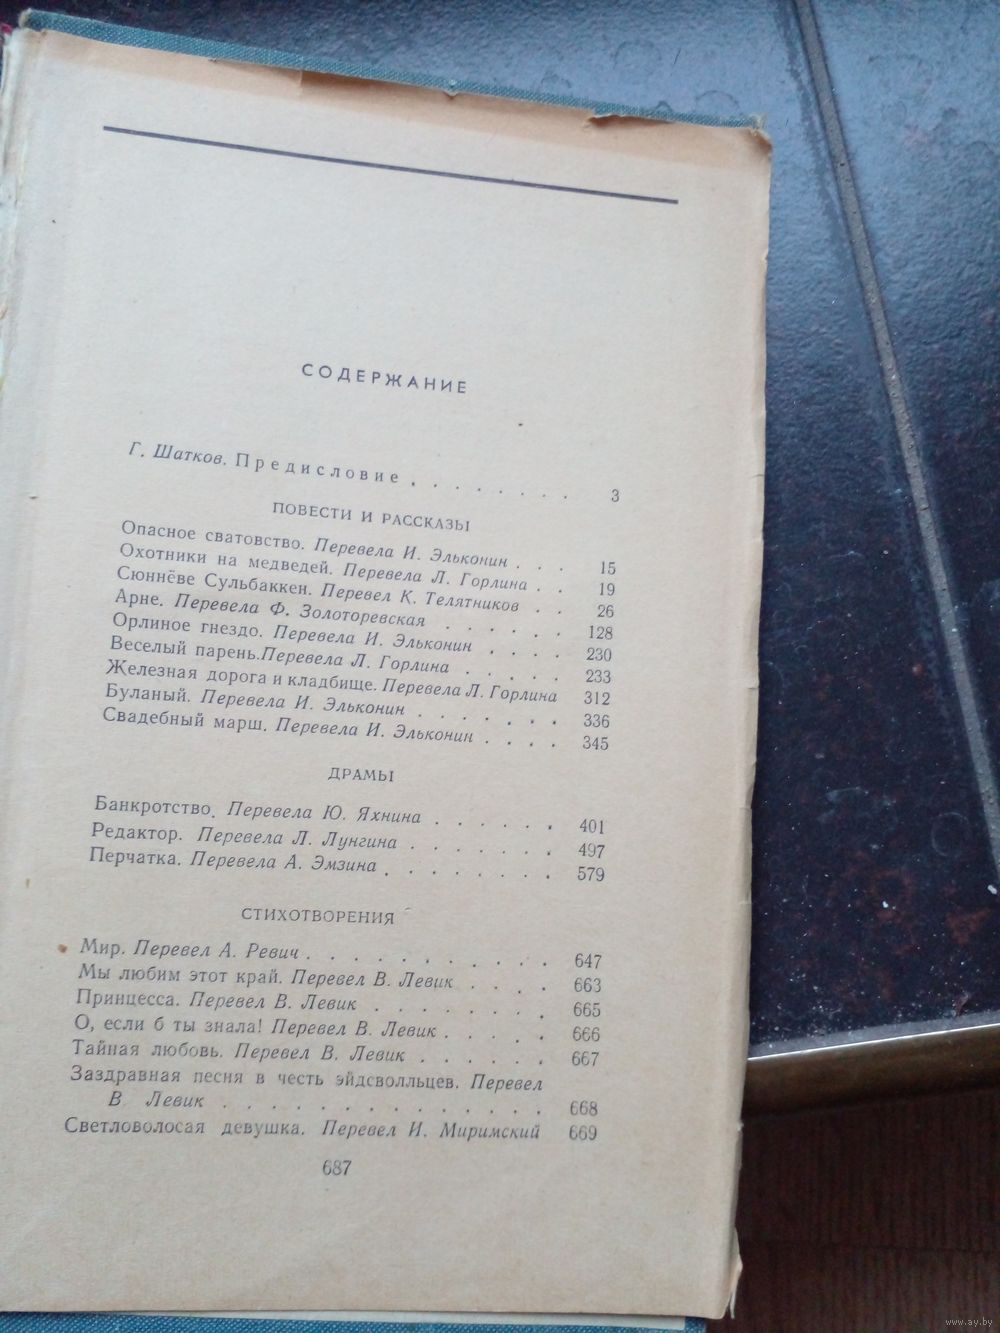 СОДЕРЖАНИЕ
Г. Шатков. Предисловие . . . . . . . . 3
ПОВЕСТИ И РАССКАЗЫ
Опасное сватовство. Перевела И. Эльконин . . . 15
Охотники на медведей. Перевела Л. Горлина . . 19
Сюннёве Сульбаккен. Перевел К. Телятников . . 26
Арне. Перевела Ф. Золоторевская . . . . . . 128
Орлиное гнездо. Перевела И. Эльконин . . . . 230
Веселый парень. Перевела Л. Горлина . . . . . 233
Железная дорога и кладбище. Перевела Л. Горлина 312
Буланый. Перевела И. Эльконин . . . . . . . 336
Свадебный марш. Перевела И. Эльконин . . . . 345
ДРАМЫ
Банкротство. Перевела Ю. Яхнина . . . . . . 401
Редактор. Перевела Л. Лунгина . . . . . . . 497
Перчатка. Перевела А. Эмзина . . . . . . . . 579
СТИХОТВОРЕНИЯ
Мир. Перевел А. Ревич . . . . . . . . . . 647
Мы любим этот край. Перевел В. Левик . . . . 663
Принцесса. Перевел В. Левик . . . . . . . . 665
О, если б ты знала! Перевел В. Левик . . . . . 666
Тайная любовь. Перевел В. Левик . . . . . . 667
Заздравная песня в честь эйдсволльцев. Перевел
В Левик . . . . . . . . . . . . . . 668
Светловолосая девушка. Перевел И. Миримский 669
687
www.ay.by